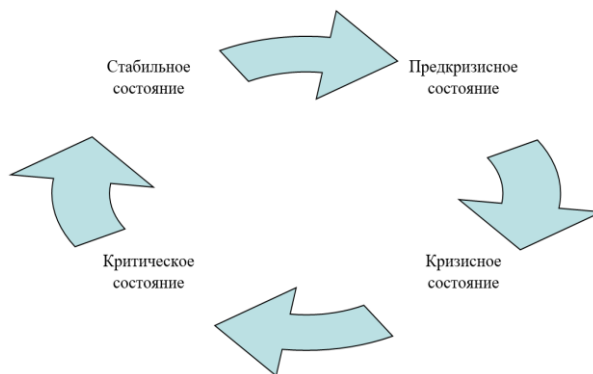 Стабильное
состояние
Предкризисное
состояние
Критическое
состояние
Кризисное
состояние